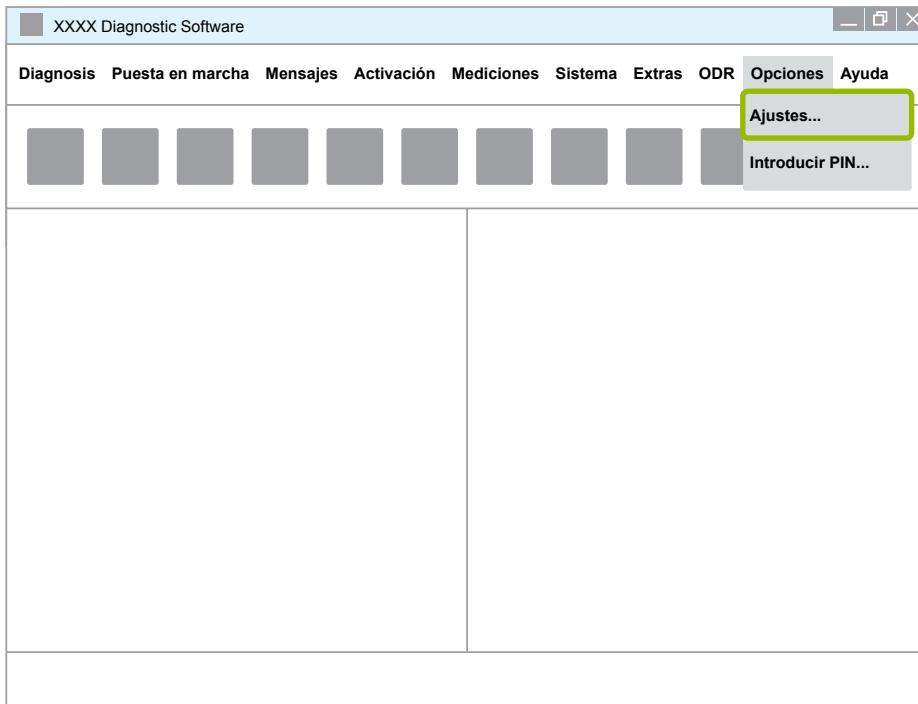 XXXX Diagnostic Software
Diagnosis Puesta en marcha Mensajes Activación Mediciones Sistema Extras ODR Opciones Ayuda
Ajustes...
Introducir PIN...